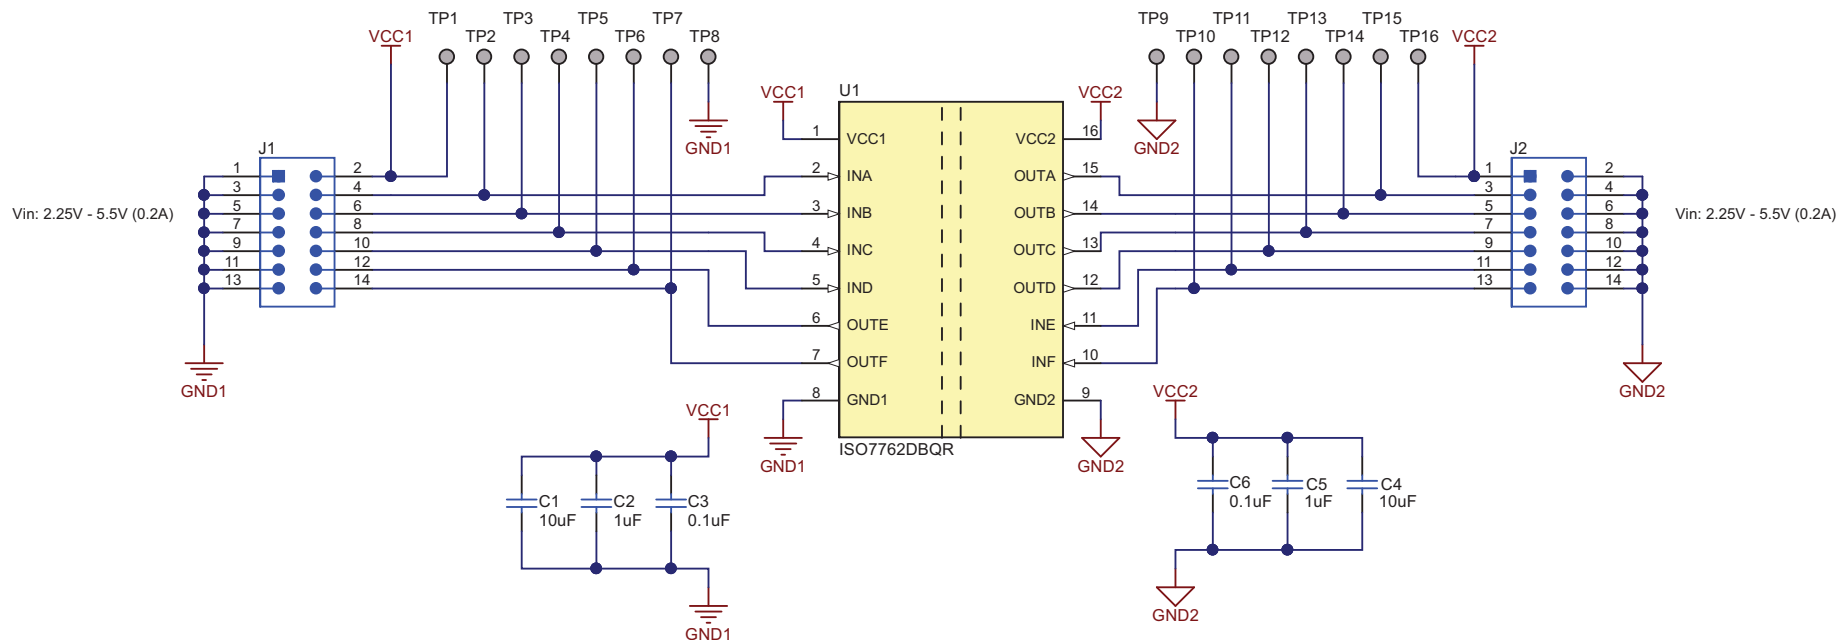 TP1 TP3 TP5 TP7
TP2 TP4 TP6 TP8
VCC1
GND1
J1
1 2
3 4
5 6
7 8
9 10
11 12
13 14
Vin: 2.25V - 5.5V (0.2A)
GND1
U1
VCC1
VCC2
1 VCC1 VCC2 16
2 INA OUTA 15
3 INB OUTB 14
4 INC OUTC 13
5 IND OUTD 12
6 OUTE INE 11
7 OUTF INF 10
8 GND1 GND2 9
ISO7762DBQR
GND1
GND2
TP9 TP11 TP13 TP15
TP10 TP12 TP14 TP16
VCC2
GND2
J2
1 2
3 4
5 6
7 8
9 10
11 12
13 14
Vin: 2.25V - 5.5V (0.2A)
GND2
VCC1
C1 C2 C3
10uF 1uF 0.1uF
GND1
VCC2
C6 C5 C4
0.1uF 1uF 10uF
GND2